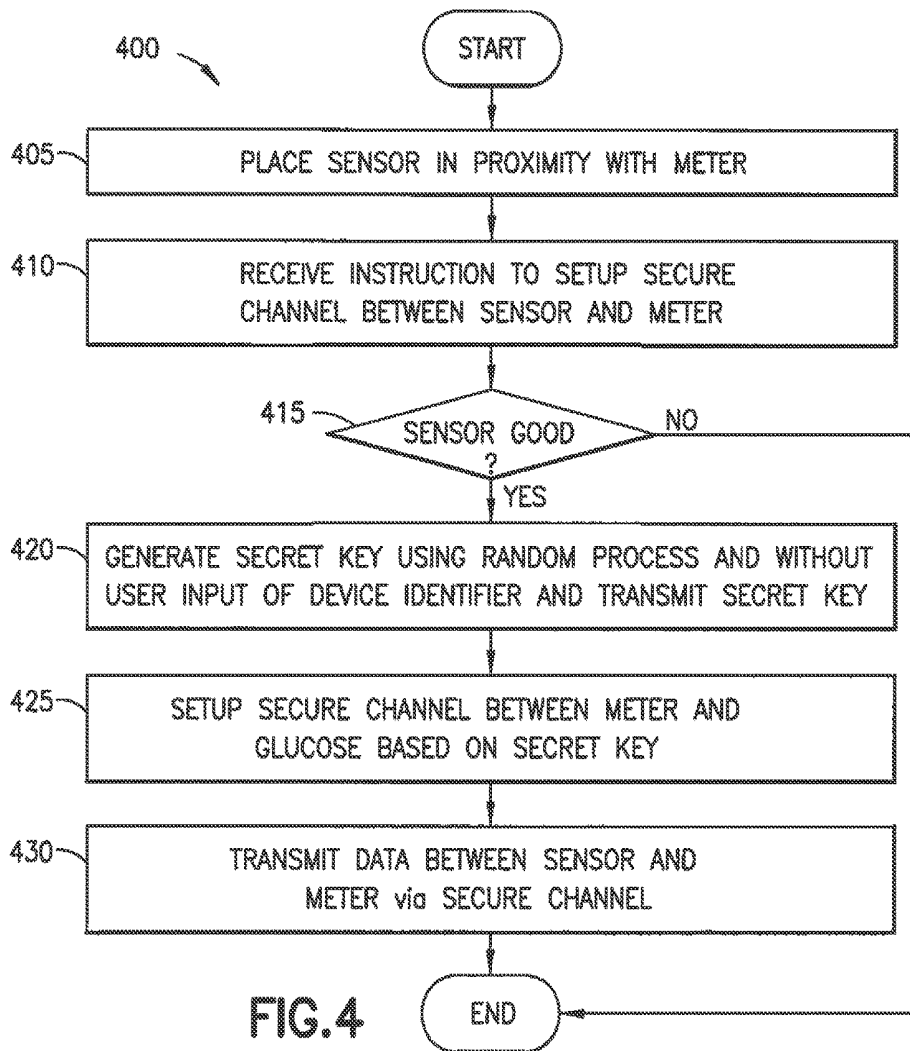 START
400
405
PLACE SENSOR IN PROXIMITY WITH METER
410
RECEIVE INSTRUCTION TO SETUP SECURE
CHANNEL BETWEEN SENSOR AND METER
415
SENSOR GOOD
?
NO
YES
420
GENERATE SECRET KEY USING RANDOM PROCESS AND WITHOUT
USER INPUT OF DEVICE IDENTIFIER AND TRANSMIT SECRET KEY
425
SETUP SECURE CHANNEL BETWEEN METER AND
GLUCOSE BASED ON SECRET KEY
430
TRANSMIT DATA BETWEEN SENSOR AND
METER via SECURE CHANNEL
FIG.4
END